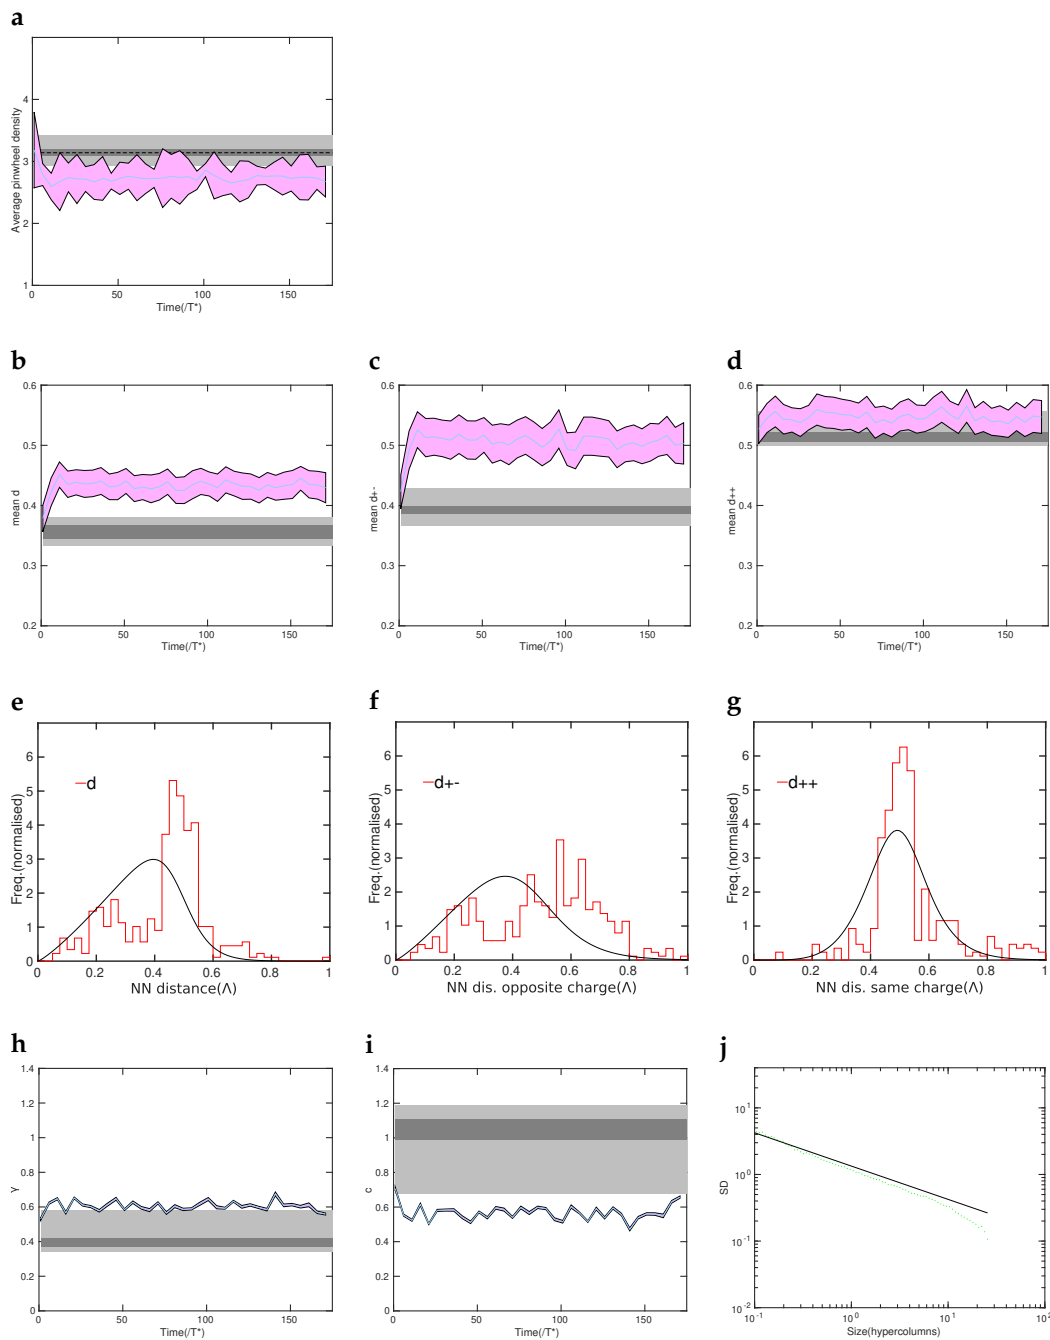 a
4
3
2
1
Average pinwheel density
0 50 100 150
Time(/T*)
b
0.6
0.5
0.4
0.3
0.2
mean d
0 50 100 150
Time(/T*)
c
0.6
0.5
0.4
0.3
0.2
mean d+-
0 50 100 150
Time(/T*)
d
0.6
0.5
0.4
0.3
0.2
mean d++
0 50 100 150
Time(/T*)
e
6
5
4
3
2
1
0
Freq.(normalised)
d
0 0.2 0.4 0.6 0.8 1
NN distance(Λ)
f
6
5
4
3
2
1
0
Freq.(normalised)
d+-
0 0.2 0.4 0.6 0.8 1
NN dis. opposite charge(Λ)
g
6
5
4
3
2
1
0
Freq.(normalised)
d++
0 0.2 0.4 0.6 0.8 1
NN dis. same charge(Λ)
h
1.4
1.2
1
0.8
0.6
0.4
0.2
0
γ
0 50 100 150
Time(/T*)
i
1.4
1.2
1
0.8
0.6
0.4
0.2
0
c
0 50 100 150
Time(/T*)
j
10^1
10^0
10^-1
10^-2
SD
10^-1 10^0 10^1 10^2
Size(hypercolumns)